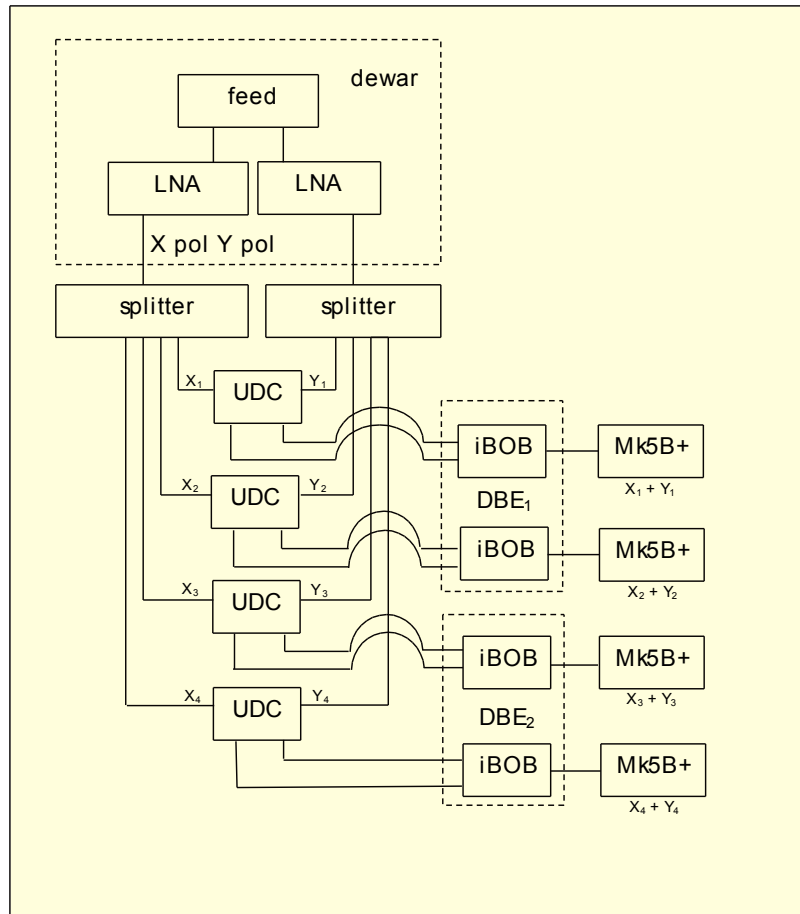 dewar
feed
LNA
LNA
X pol Y pol
splitter
splitter
X₁
UDC
Y₁
iBOB
Mk5B+
X₁ + Y₁
X₂
UDC
Y₂
DBE₁
iBOB
Mk5B+
X₂ + Y₂
X₃
UDC
Y₃
iBOB
Mk5B+
X₃ + Y₃
X₄
UDC
Y₄
DBE₂
iBOB
Mk5B+
X₄ + Y₄